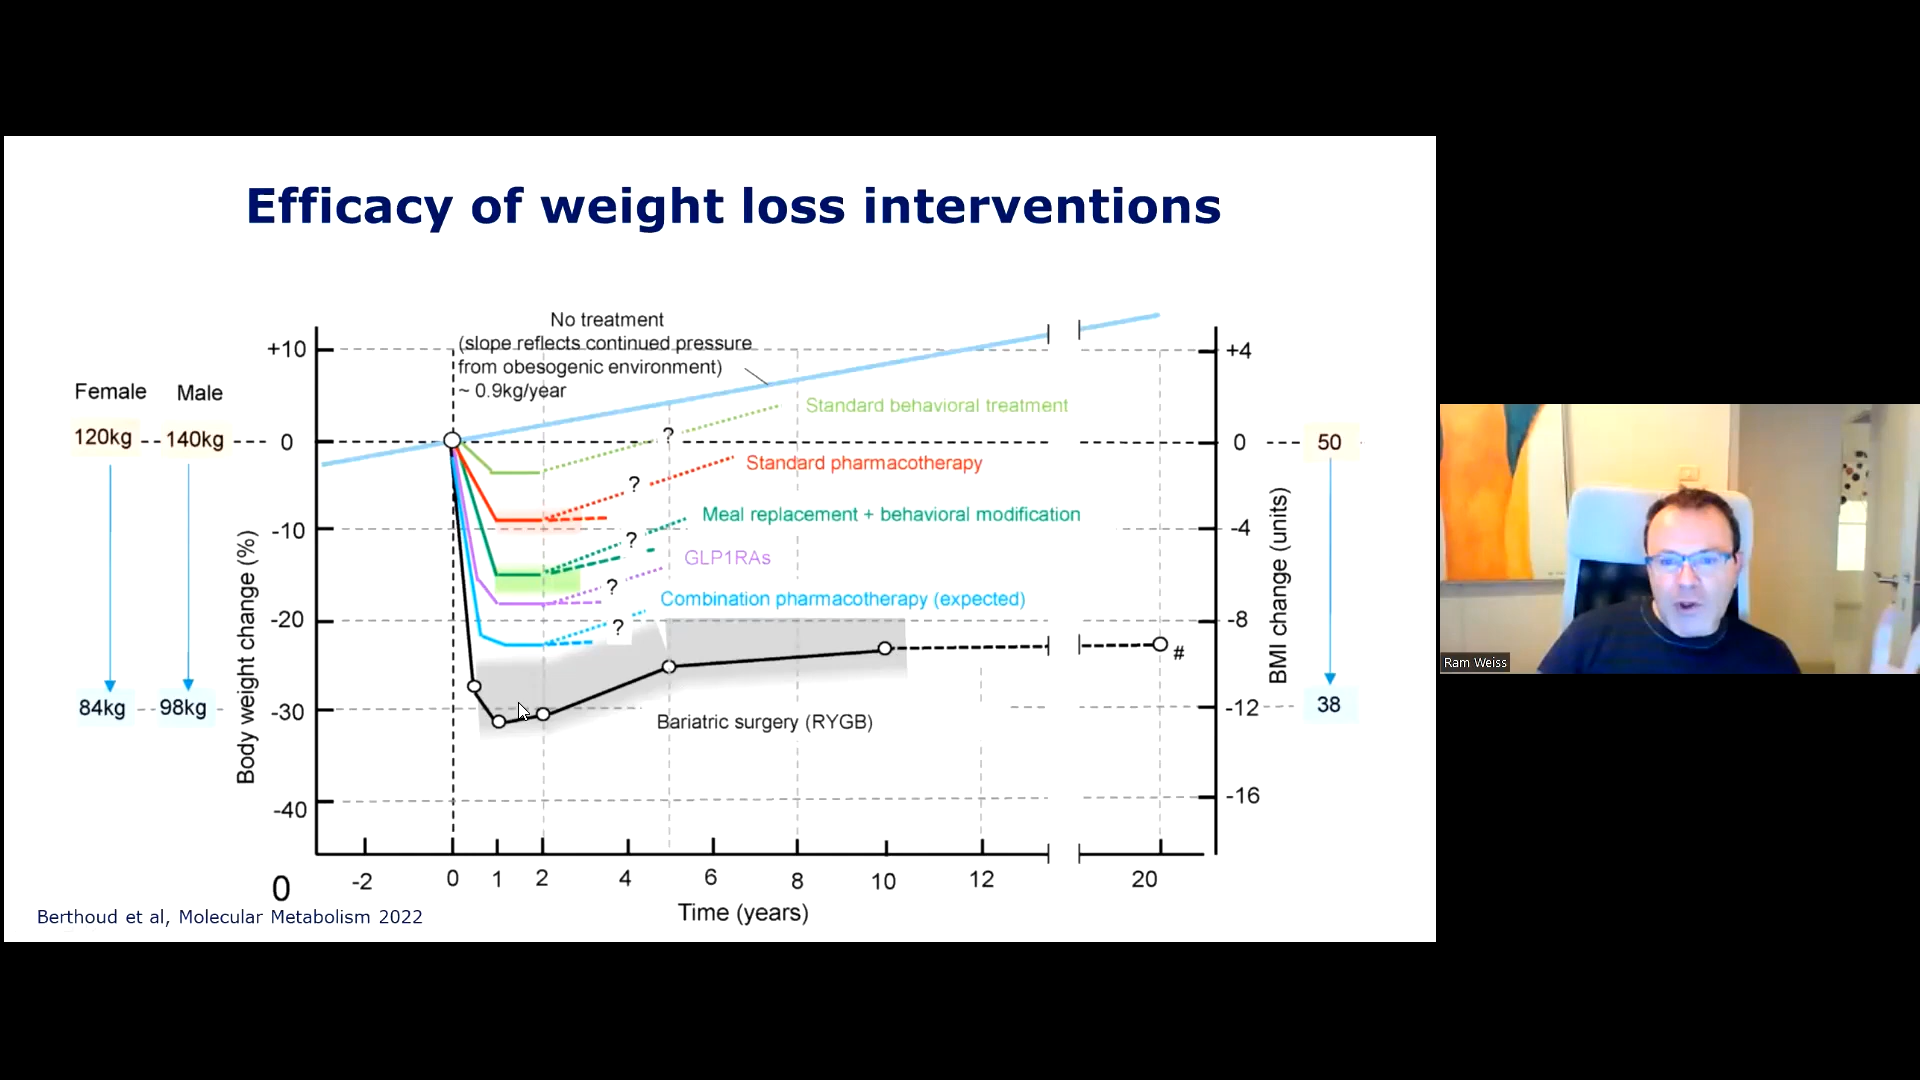 Efficacy of weight loss interventions
No treatment
(slope reflects continued pressure
from obesogenic environment)
~ 0.9kg/year
Female Male
120kg 140kg
84kg 98kg
Body weight change (%)
+10
0
-10
-20
-30
-40
Standard behavioral treatment
?
Standard pharmacotherapy
?
Meal replacement + behavioral modification
?
GLP1RAs
?
Combination pharmacotherapy (expected)
?
Bariatric surgery (RYGB)
#
+4
0
-4
-8
-12
-16
BMI change (units)
50
38
0
-2 0 1 2 4 6 8 10 12 20
Time (years)
Berthoud et al, Molecular Metabolism 2022
Ram Weiss